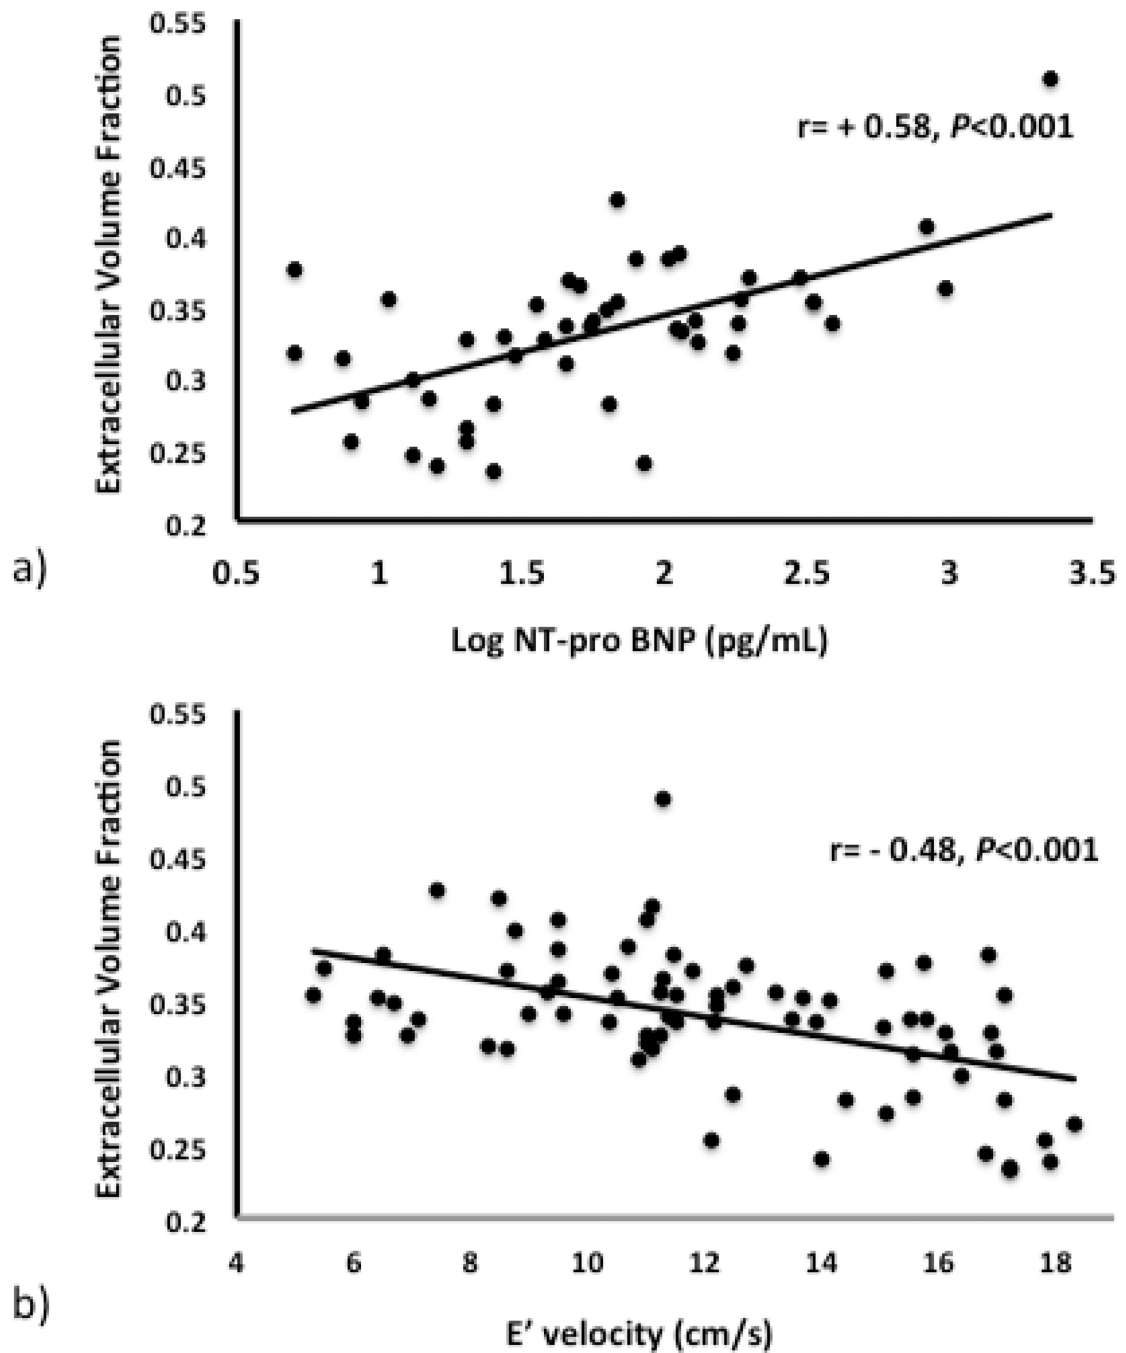 0.55
0.5
0.45
0.4
0.35
0.3
0.25
0.2
Extracellular Volume Fraction
r= + 0.58, P<0.001
0.5 1 1.5 2 2.5 3 3.5
a)
Log NT-pro BNP (pg/mL)
0.55
0.5
0.45
0.4
0.35
0.3
0.25
0.2
Extracellular Volume Fraction
r= - 0.48, P<0.001
4 6 8 10 12 14 16 18
b)
E’ velocity (cm/s)